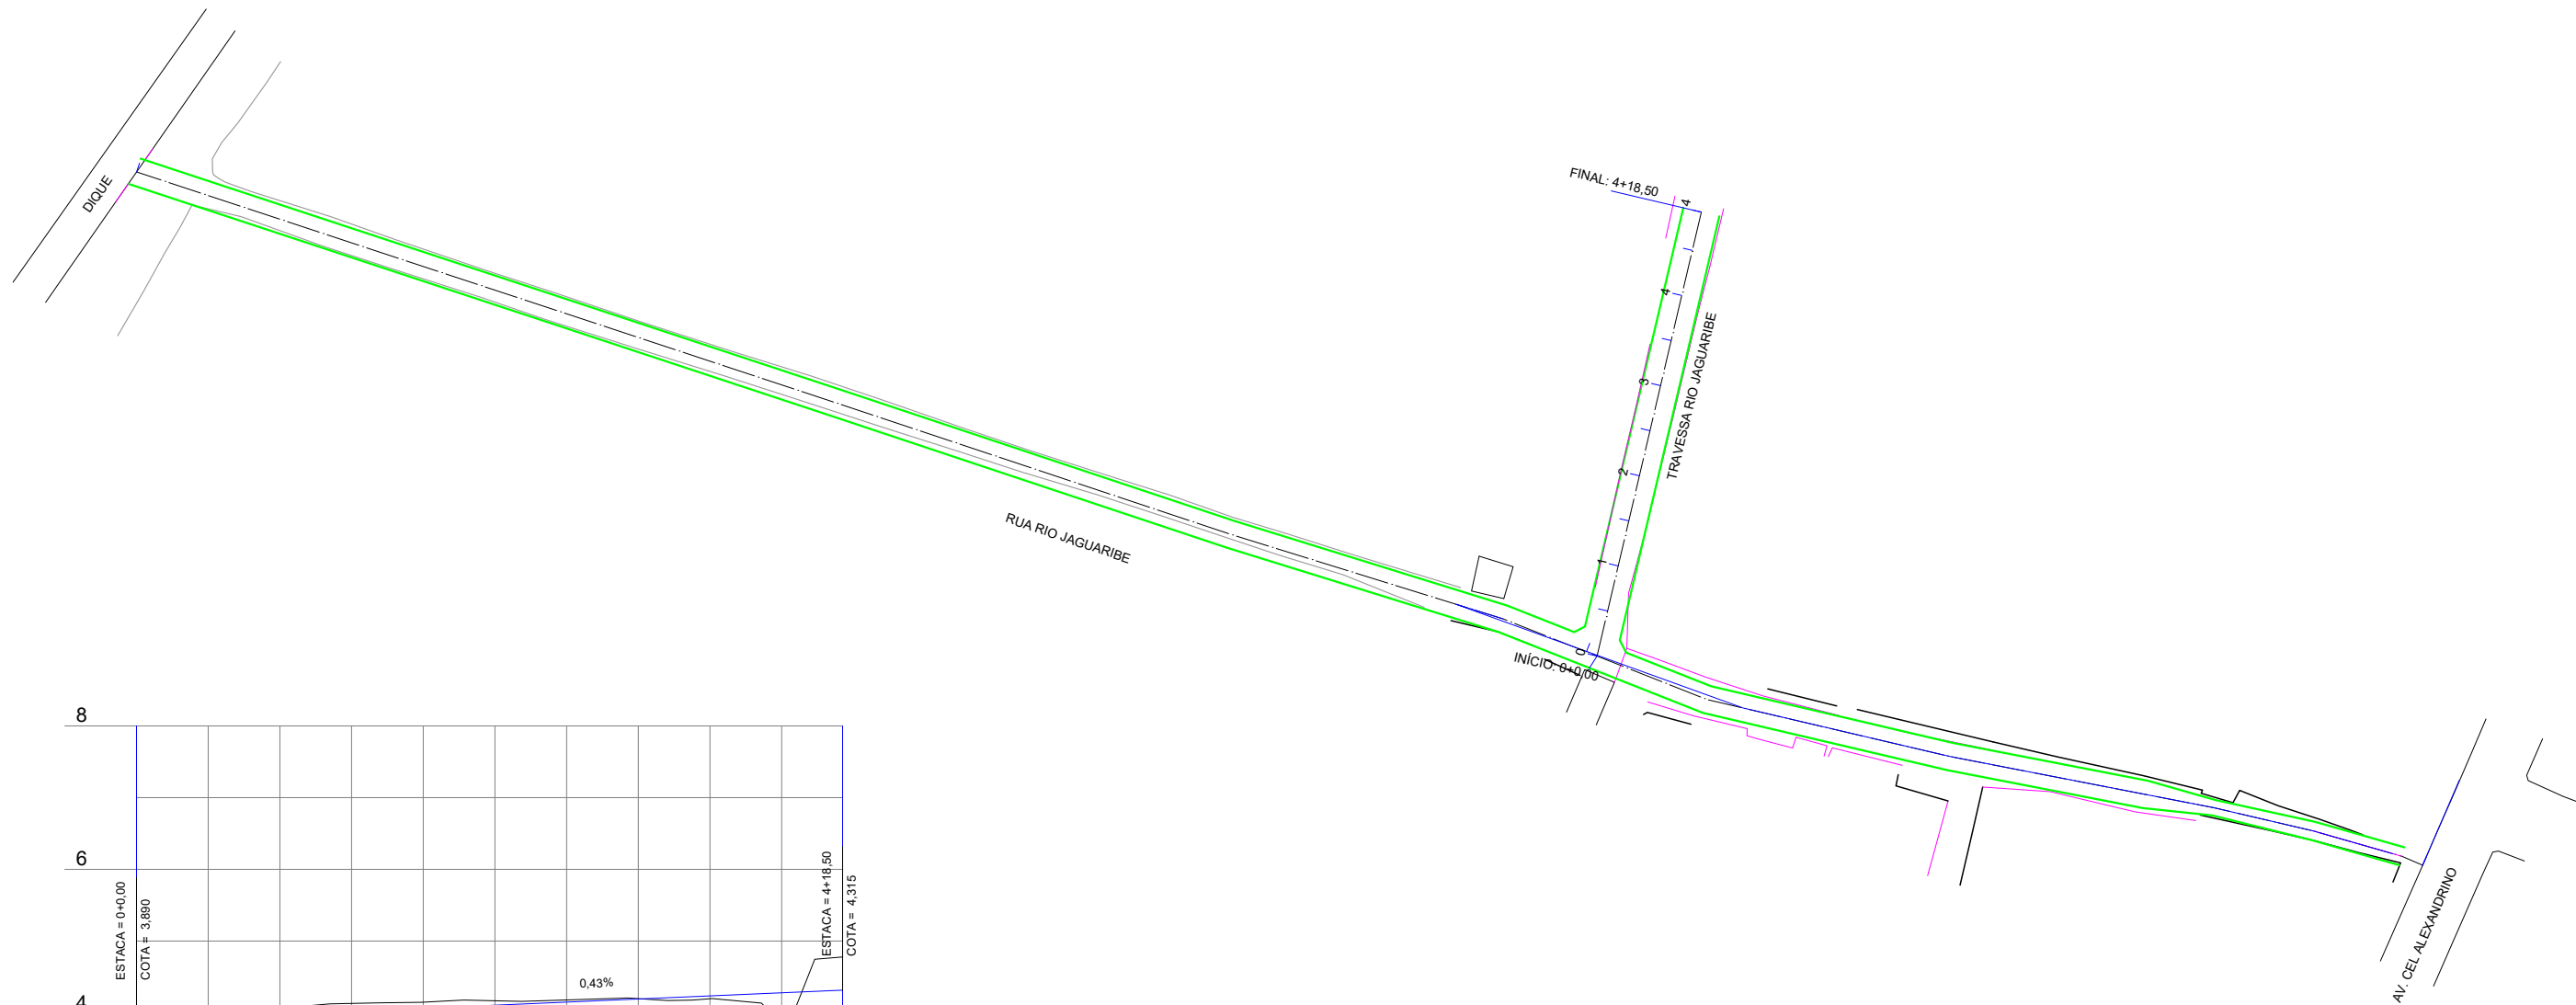 DIQUE
FINAL: 4+18,50
4
4
3
2
1
0
TRAVESSA RIO JAGUARIBE
RUA RIO JAGUARIBE
INÍCIO: 0+0,00
AV. CEL ALEXANDRINO
8
6
4
ESTACA = 0+0,00
COTA = 3,890
0,43%
ESTACA = 4+18,50
COTA = 4,315